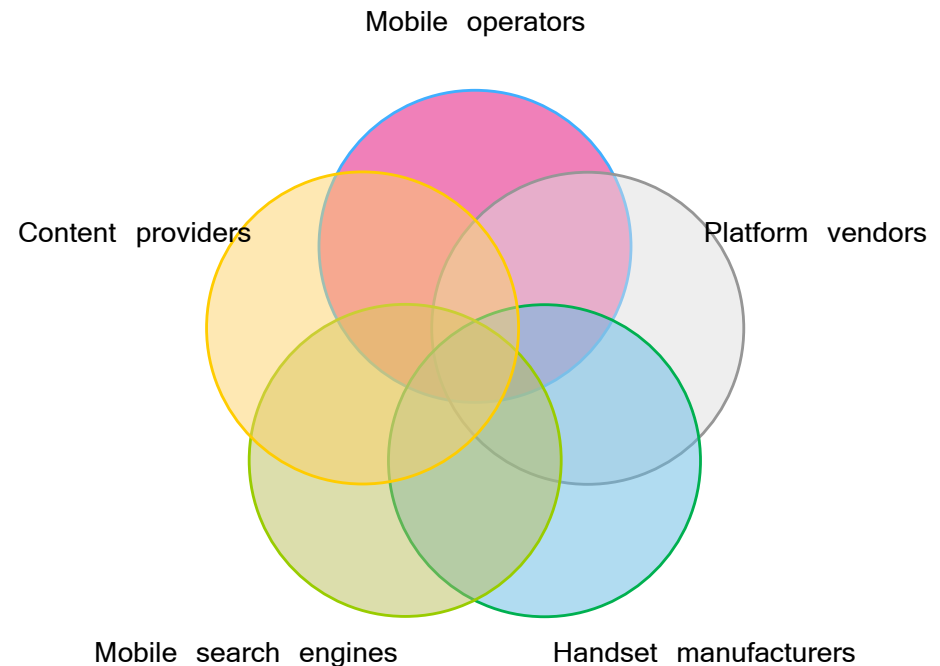 Mobile operators
Content providers
Platform vendors
Mobile search engines
Handset manufacturers